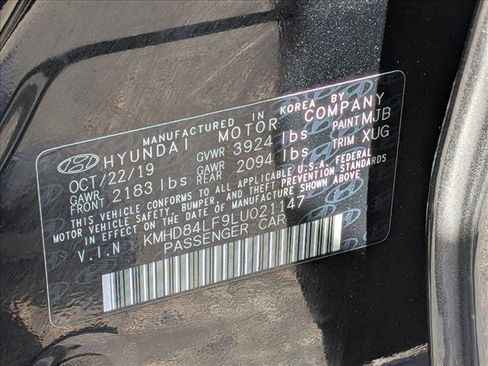 MANUFACTURED IN KOREA BY
HYUNDAI MOTOR COMPANY
OCT/22/19 GVWR 3924 lbs PAINT MJB
GAWR FRONT 2183 lbs GAWR REAR 2094 lbs TRIM XUG
THIS VEHICLE CONFORMS TO ALL APPLICABLE U.S.A. FEDERAL
MOTOR VEHICLE SAFETY, BUMPER AND THEFT PREVENTION STANDARDS
IN EFFECT ON THE DATE OF MANUFACTURE SHOWN ABOVE.
V.I.N KMHD84LF9LU021147
PASSENGER CAR